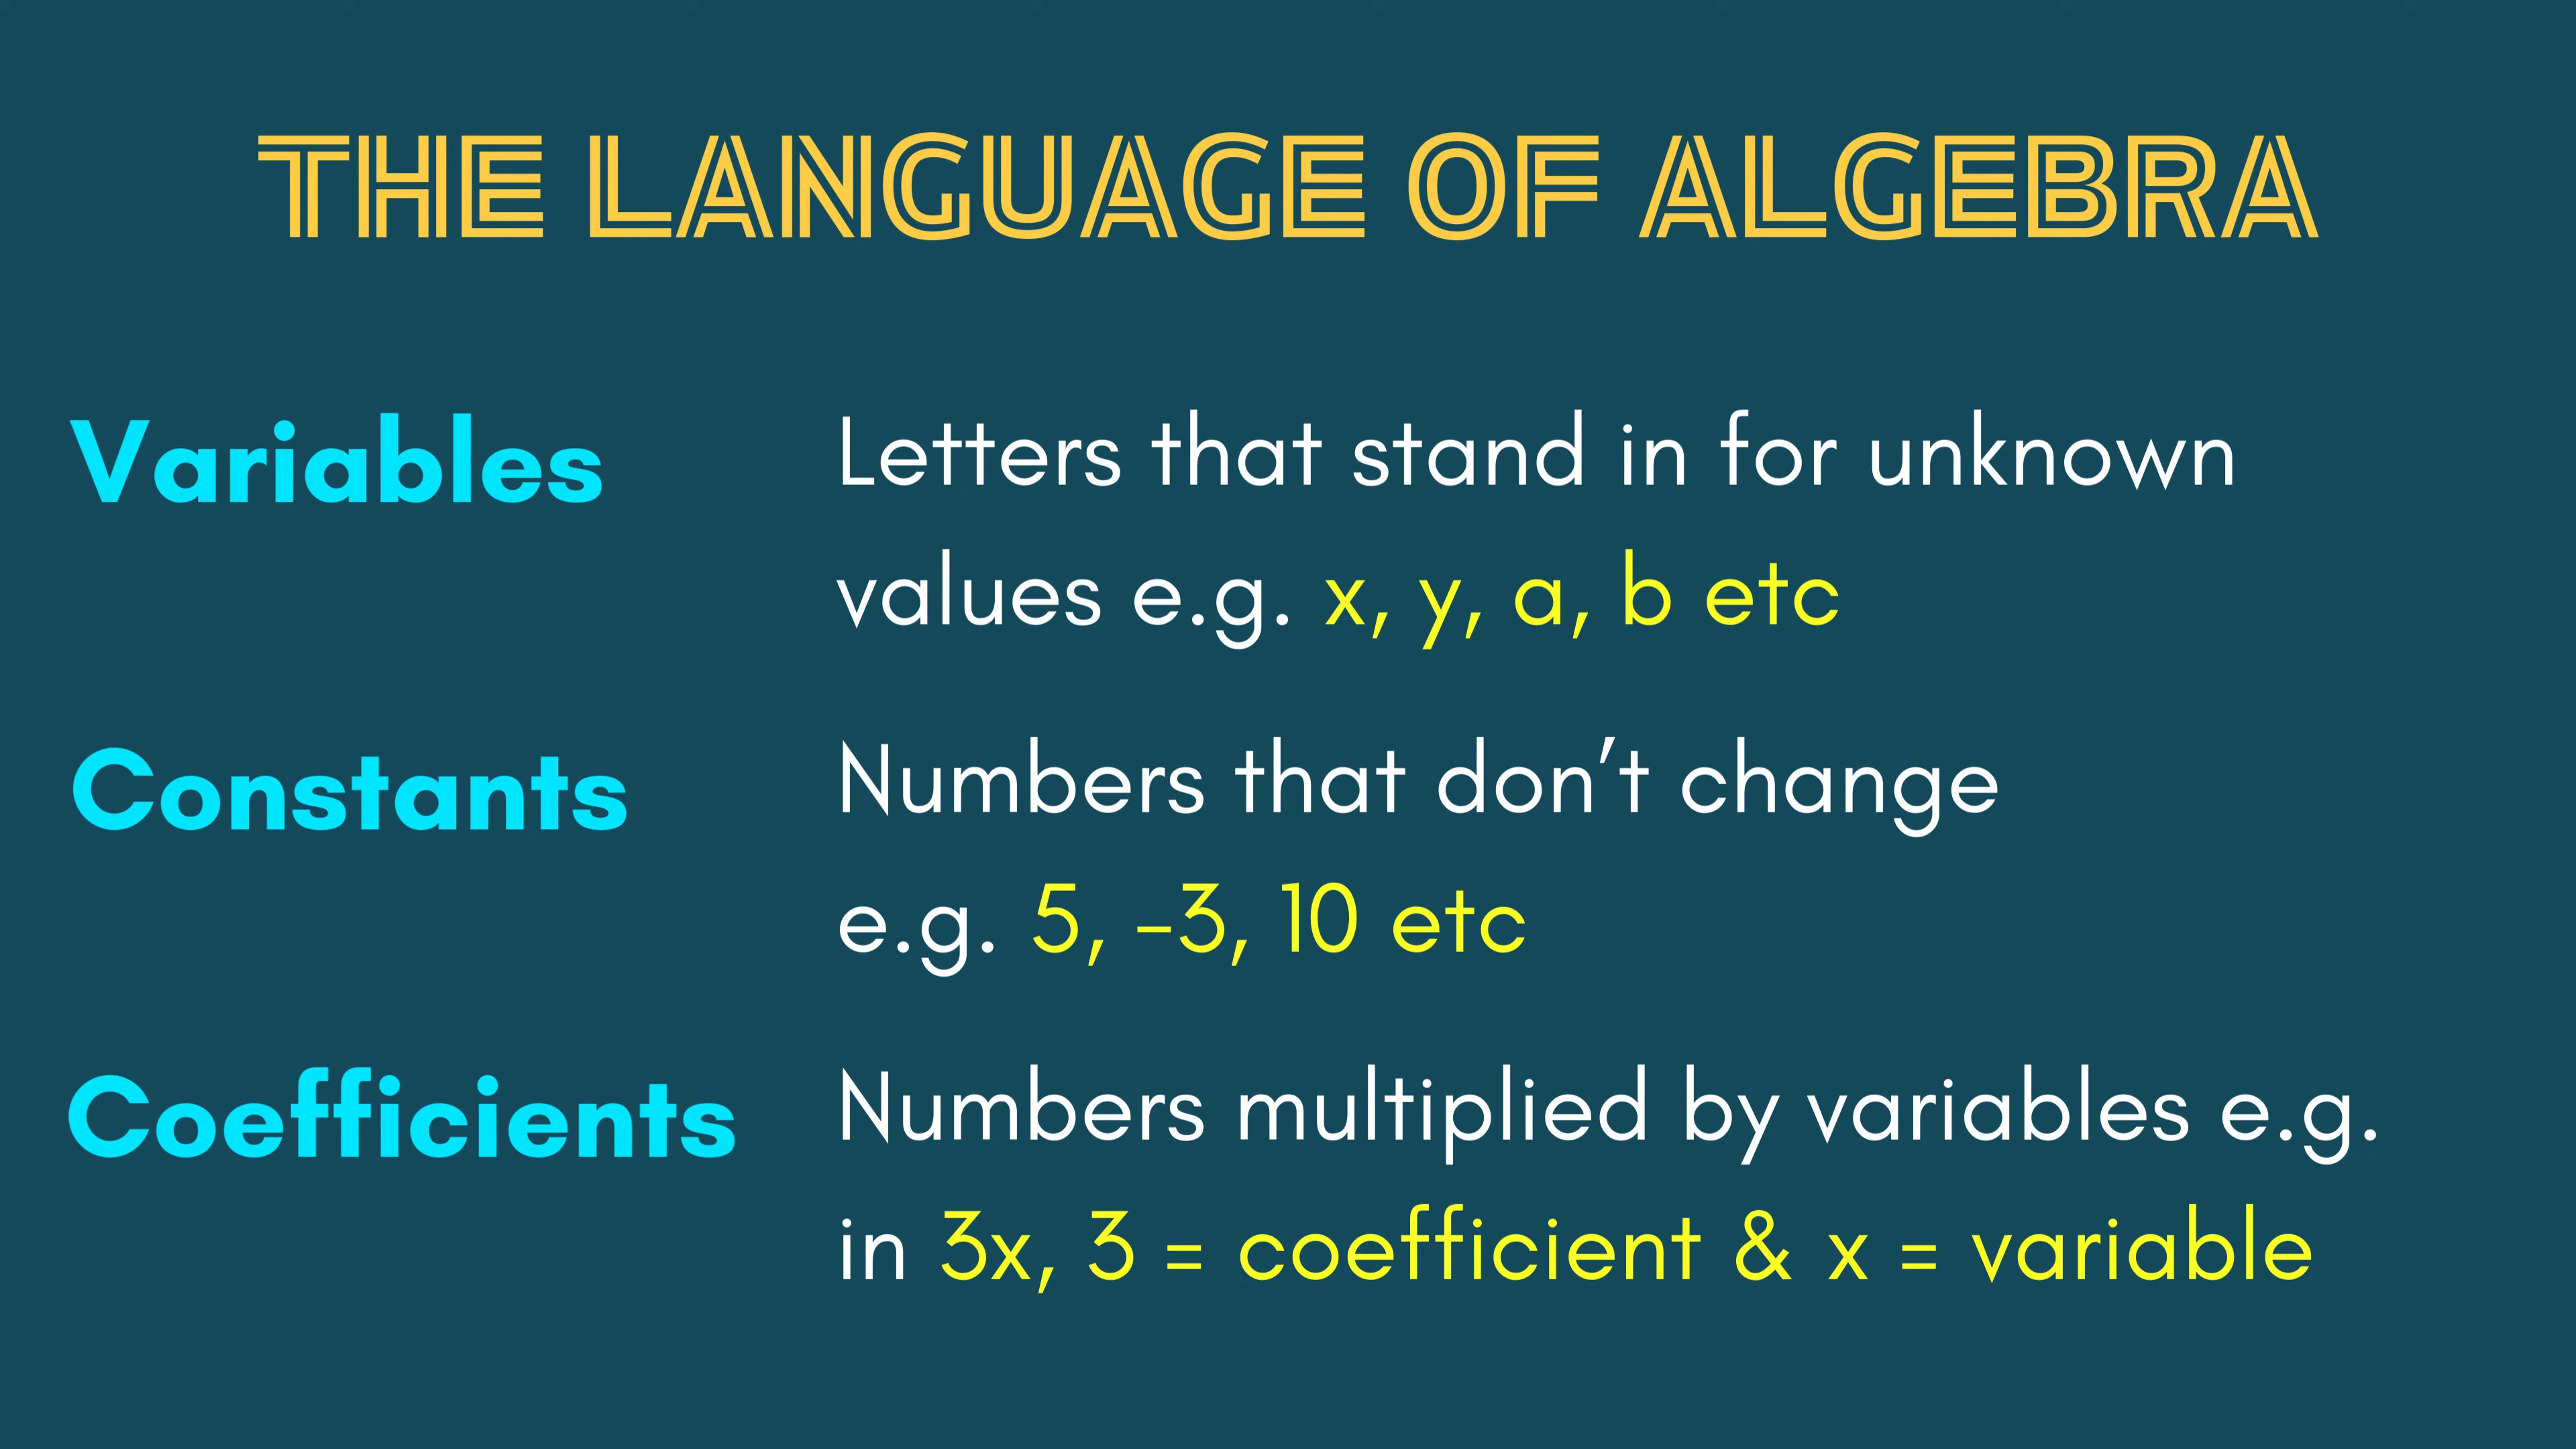 THE LANGUAGE OF ALGEBRA
Variables
Letters that stand in for unknown
values e.g. x, y, a, b etc
Constants
Numbers that don’t change
e.g. 5, -3, 10 etc
Coefficients
Numbers multiplied by variables e.g.
in 3x, 3 = coefficient & x = variable